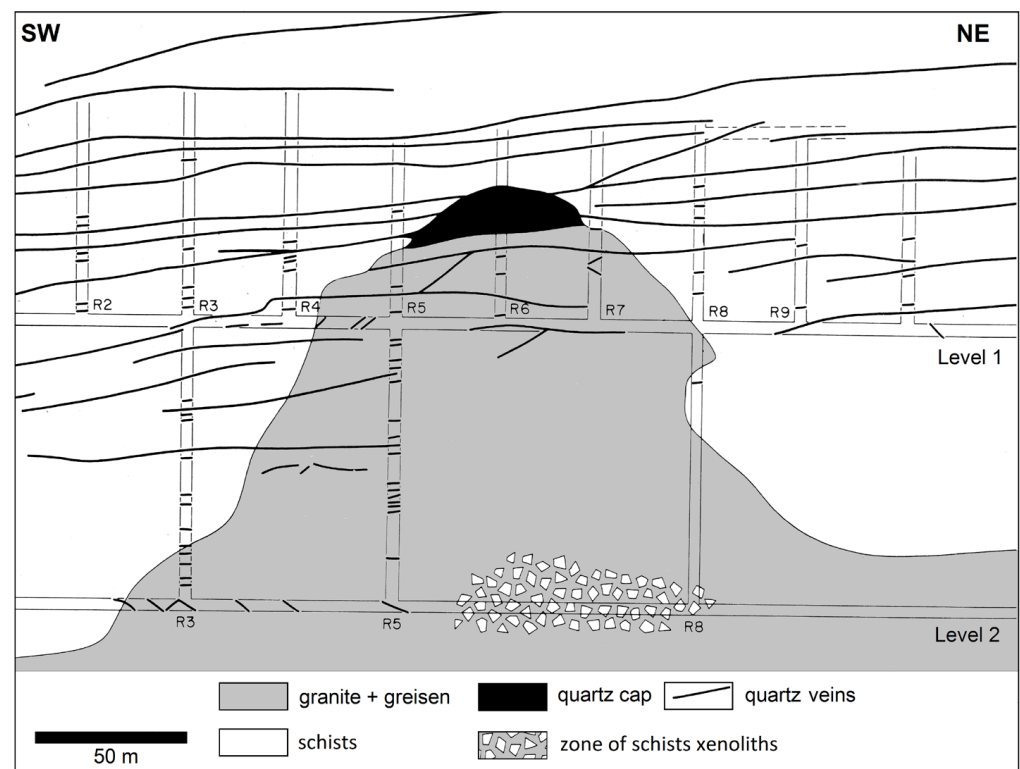 SW NE
R2 R3 R4 R5 R6 R7 R8 R9
Level 1
R3 R5 R8
Level 2
granite + greisen quartz cap quartz veins
schists zone of schists xenoliths
50 m